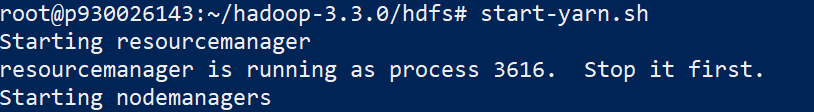 root@p930026143:~/hadoop-3.3.0/hdfs# start-yarn.sh
Starting resourcemanager
resourcemanager is running as process 3616.  Stop it first.
Starting nodemanagers